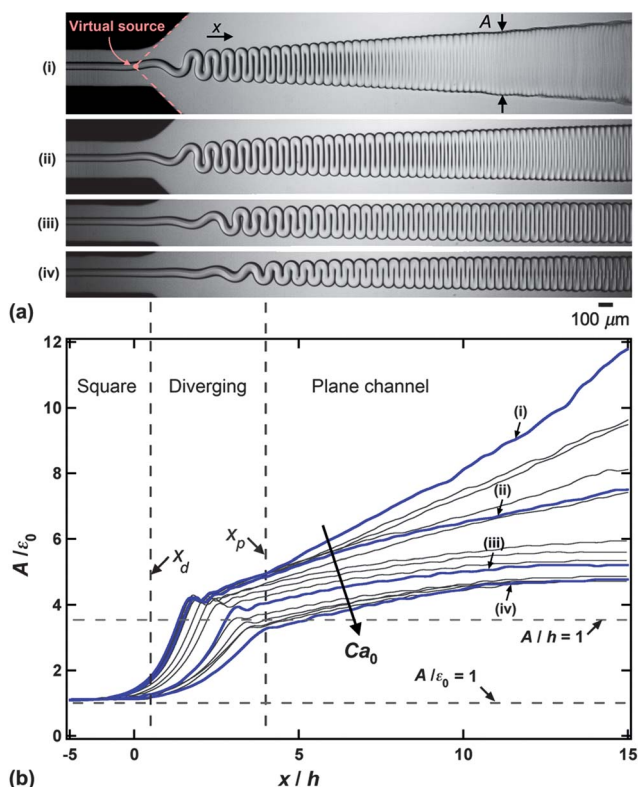 Virtual source
x
A
(i)
(ii)
(iii)
(iv)
(a)
100 μm
12
Square
Diverging
Plane channel
10
(i)
8
(ii)
A/ε₀
X_d
X_p
6
(iii)
4
(iv)
Ca₀
A / h = 1
2
A/ε₀ = 1
0
-5
0
5
10
15
(b)
x / h